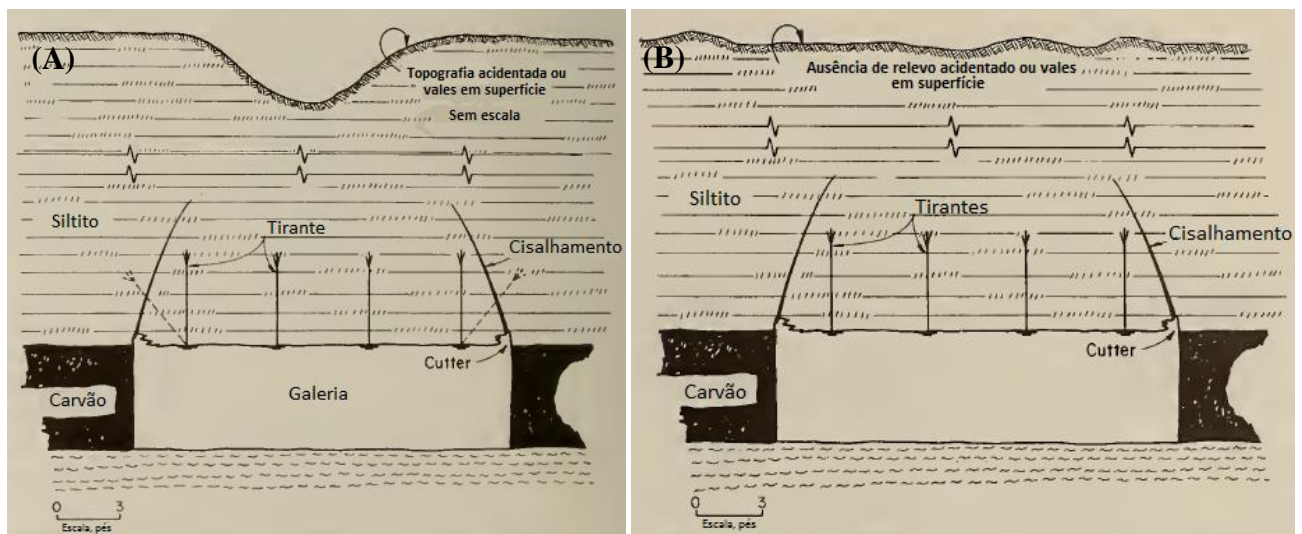 (A)
Topografia acidentada ou
vales em superfície
Sem escala
Siltito
Tirante
Cisalhamento
Cutter
Carvão
Galeria
0 3
Escala, pés
(B)
Ausência de relevo acidentado ou vales
em superfície
Siltito
Tirantes
Cisalhamento
Cutter
Carvão
0 3
Escala, pés